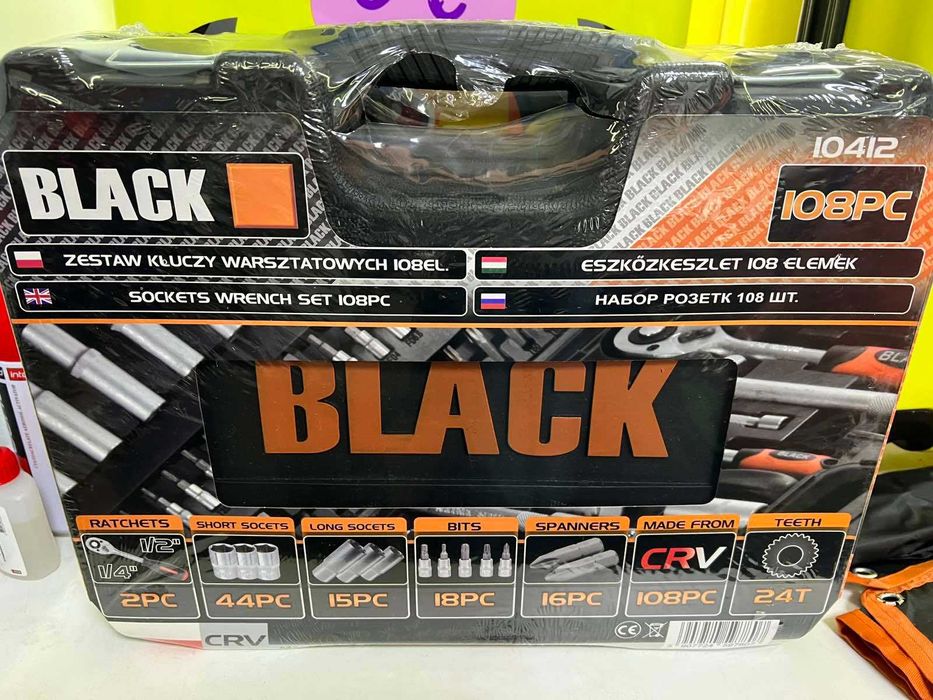 10412
BLACK
108PC
ZESTAW KLUCZY WARSZTATOWYCH 108EL.
ESZKÖZKESZLET 108 ELEMEK
SOCKETS WRENCH SET 108PC
НАБОР РОЗЕТК 108 ШТ.
BLACK
BLACK
RATCHETS
SHORT SOCETS
LONG SOCETS
BITS
SPANNERS
MADE FROM
TEETH
1/2"
1/4"
CRV
2PC
44PC
15PC
18PC
16PC
108PC
24T
CRV
CE